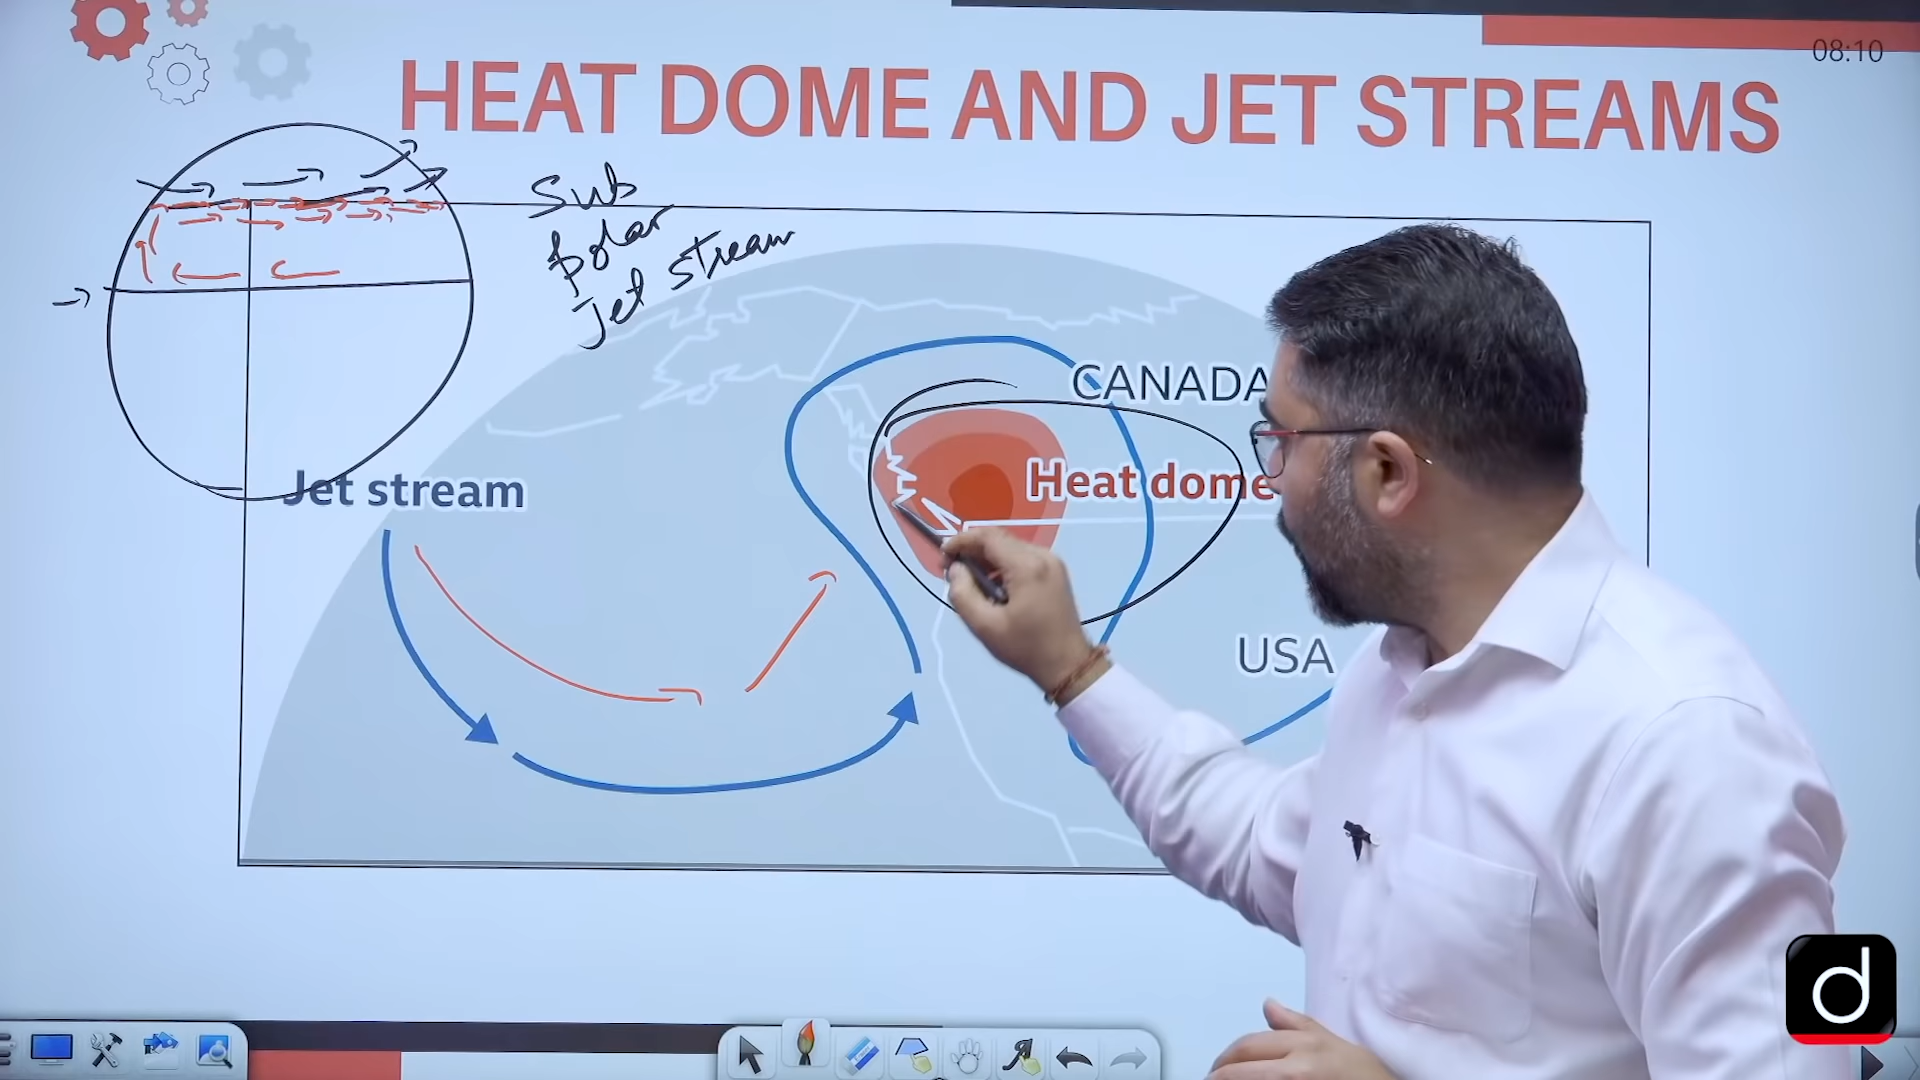 08:10
HEAT DOME AND JET STREAMS
Sub
Polar
Jet stream
CANADA
Heat dome
Jet stream
USA
d